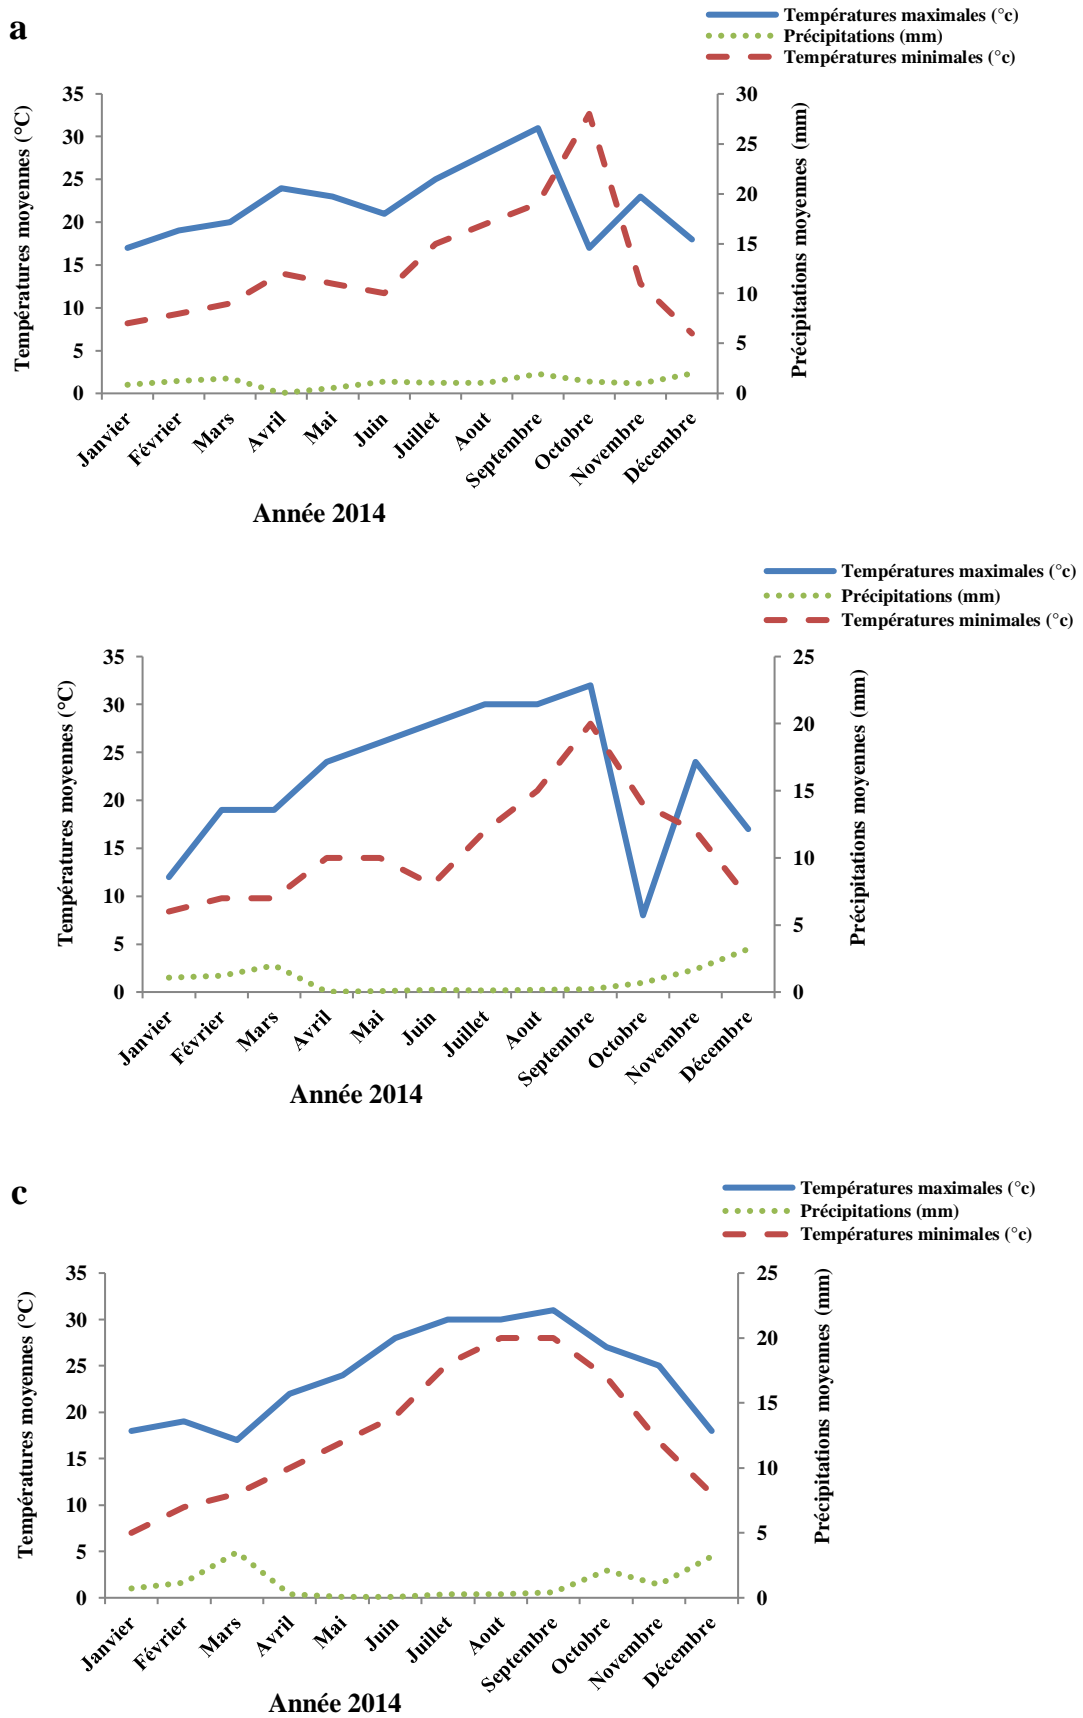 a
Températures maximales (°c)
Précipitations (mm)
Températures minimales (°c)
Températures moyennes (°C)
35
30
25
20
15
10
5
0
30
25
20
15
10
5
0
Précipitations moyennes (mm)
Janvier
Février
Mars
Avril
Mai
Juin
Juillet
Aout
Septembre
Octobre
Novembre
Décembre
Année 2014
Températures maximales (°c)
Précipitations (mm)
Températures minimales (°c)
Températures moyennes (°C)
35
30
25
20
15
10
5
0
25
20
15
10
5
0
Précipitations moyennes (mm)
Janvier
Février
Mars
Avril
Mai
Juin
Juillet
Aout
Septembre
Octobre
Novembre
Décembre
Année 2014
c
Températures maximales (°c)
Précipitations (mm)
Températures minimales (°c)
Températures moyennes (°C)
35
30
25
20
15
10
5
0
25
20
15
10
5
0
Précipitations moyennes (mm)
Janvier
Février
Mars
Avril
Mai
Juin
Juillet
Aout
Septembre
Octobre
Novembre
Décembre
Année 2014